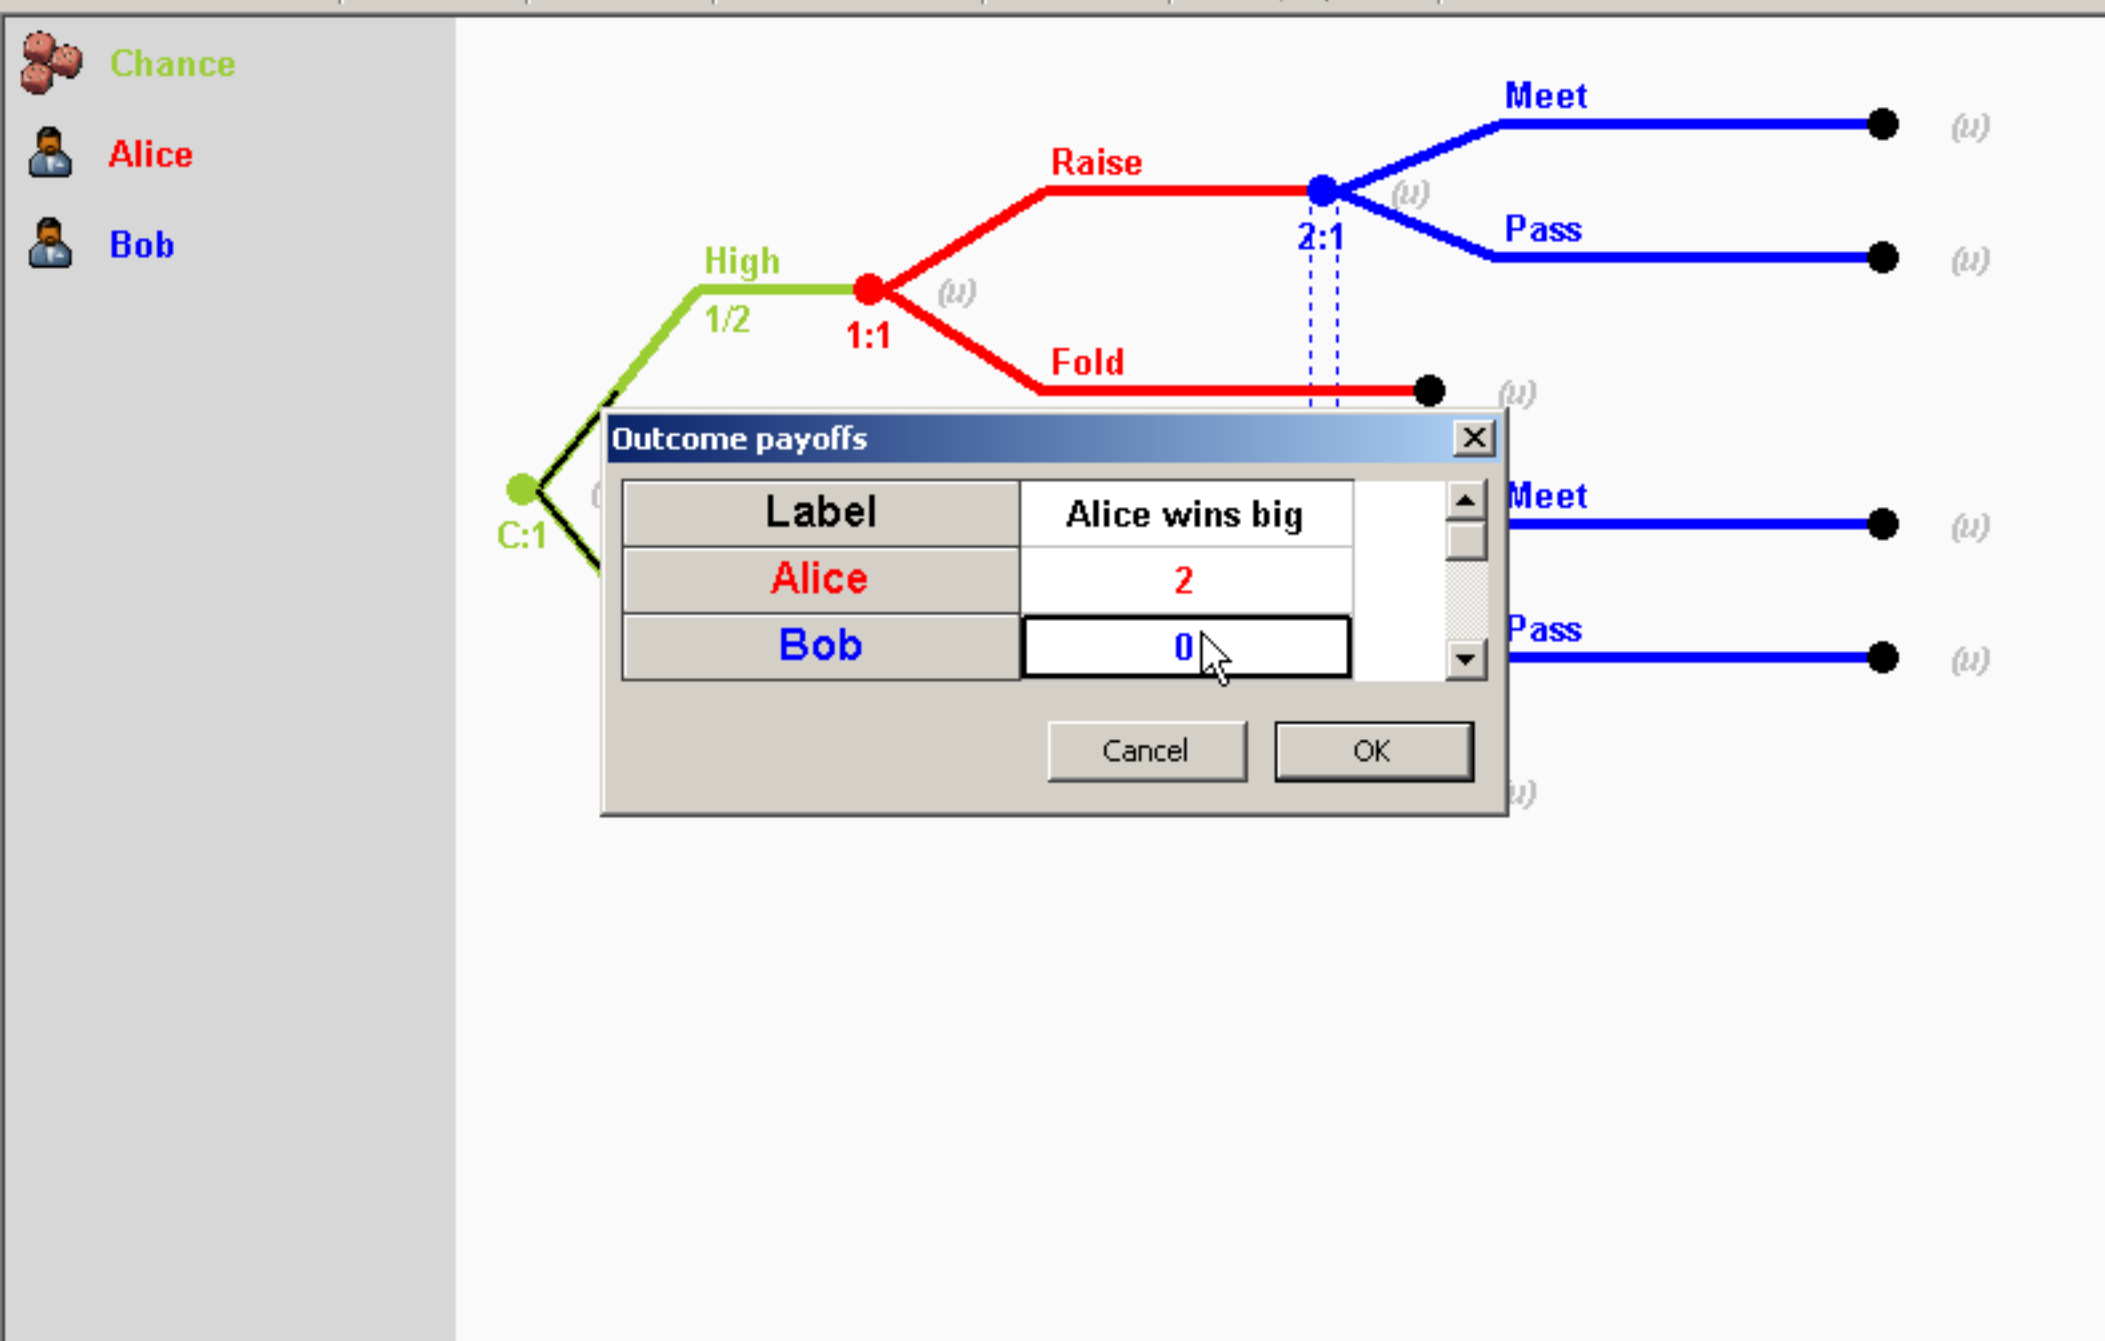 Chance
Alice
Bob
Meet
(u)
Raise
(u)
2:1
Pass
(u)
High
1/2
(u)
1:1
Fold
(u)
C:1
Outcome payoffs
Label
Alice wins big
Alice
2
Bob
0
Cancel
OK
Meet
(u)
Pass
(u)
u)